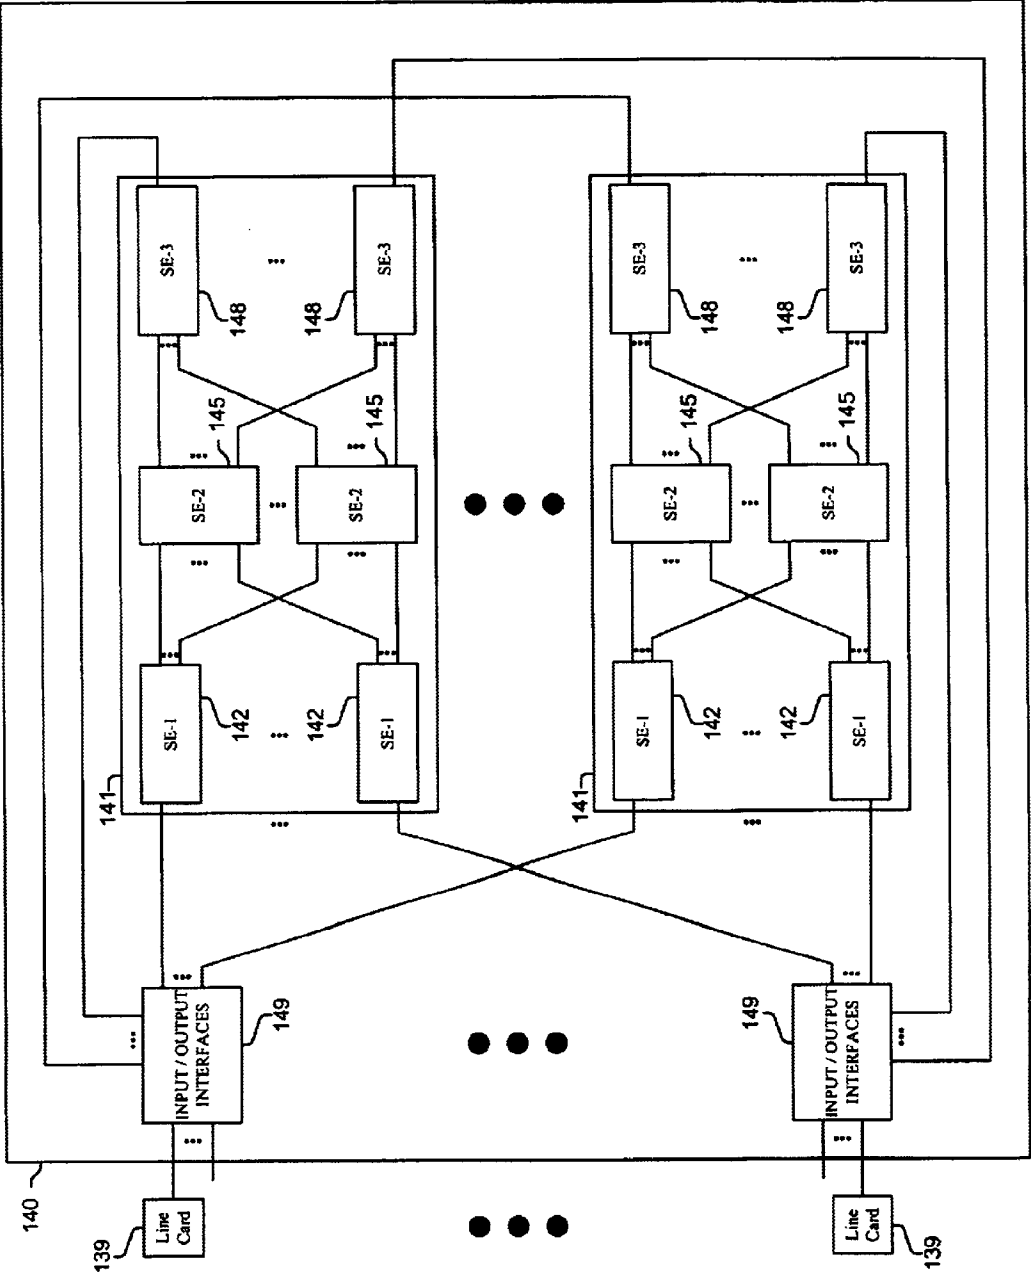 140
139
141
Line
Card
INPUT / OUTPUT
INTERFACES
SE-1
SE-2
SE-3
149
142
145
148
142
148
145
SE-1
SE-2
SE-3
141
SE-1
SE-2
SE-3
142
145
148
149
142
148
145
INPUT / OUTPUT
INTERFACES
SE-1
SE-2
SE-3
Line
Card
139